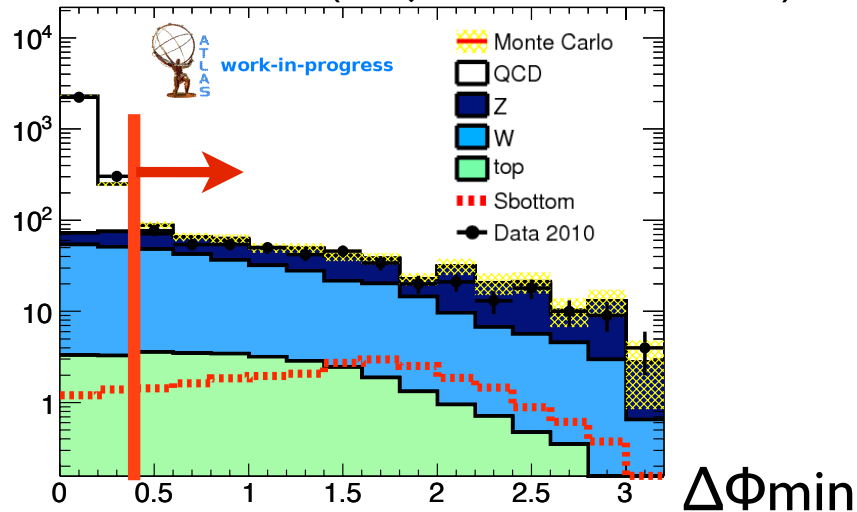 10⁴
10³
10²
10
1
ATLAS
work-in-progress
Monte Carlo
QCD
Z
W
top
Sbottom
Data 2010
0 0.5 1 1.5 2 2.5 3
ΔΦmin